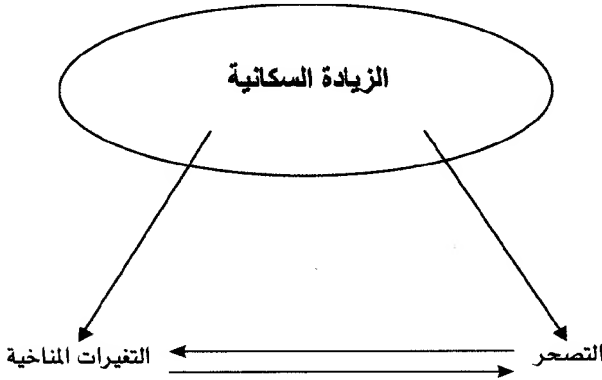 الزيادة السكانية
التصحر
التغيرات المناخية